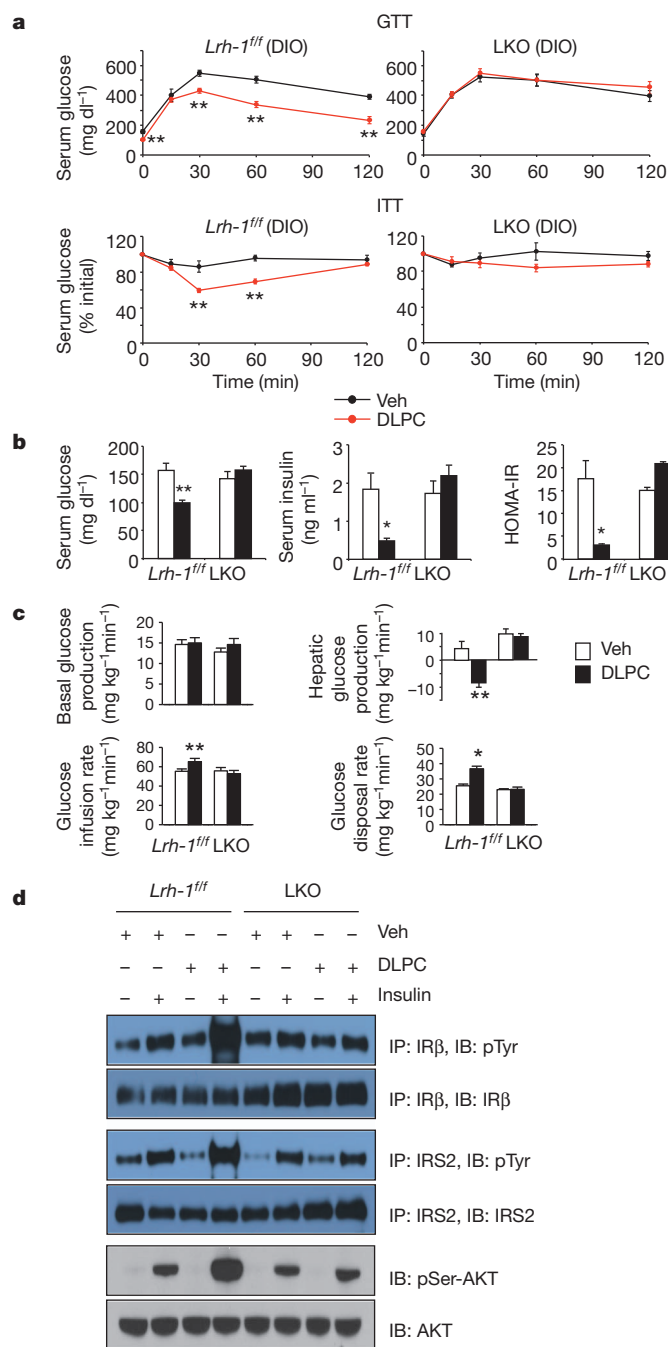 a
GTT
Lrh-1f/f (DIO)
LKO (DIO)
Serum glucose
(mg dl–1)
600
400
200
0
0 30 60 90 120
** ** ** **
600
400
200
0
0 30 60 90 120
ITT
Lrh-1f/f (DIO)
LKO (DIO)
Serum glucose
(% initial)
120
80
40
0
0 30 60 90 120
** **
120
80
40
0
0 30 60 90 120
Time (min)
Time (min)
Veh
DLPC
b
Serum glucose
(mg dl–1)
200
150
100
50
0
**
Lrh-1f/f LKO
Serum insulin
(ng ml–1)
3
2
1
0
*
Lrh-1f/f LKO
HOMA-IR
25
20
15
10
5
0
*
Lrh-1f/f LKO
c
Basal glucose
production
(mg kg–1min–1)
20
15
10
5
0
Hepatic
glucose
production
(mg kg–1min–1)
10
0
–10
**
Veh
DLPC
Glucose
infusion rate
(mg kg–1min–1)
80
60
40
20
0
**
Lrh-1f/f LKO
Glucose
disposal rate
(mg kg–1min–1)
50
40
30
20
10
0
*
Lrh-1f/f LKO
d
Lrh-1f/f
LKO
+ + – – + + – – Veh
– – + + – – + + DLPC
– + – + – + – + Insulin
IP: IRβ, IB: pTyr
IP: IRβ, IB: IRβ
IP: IRS2, IB: pTyr
IP: IRS2, IB: IRS2
IB: pSer-AKT
IB: AKT